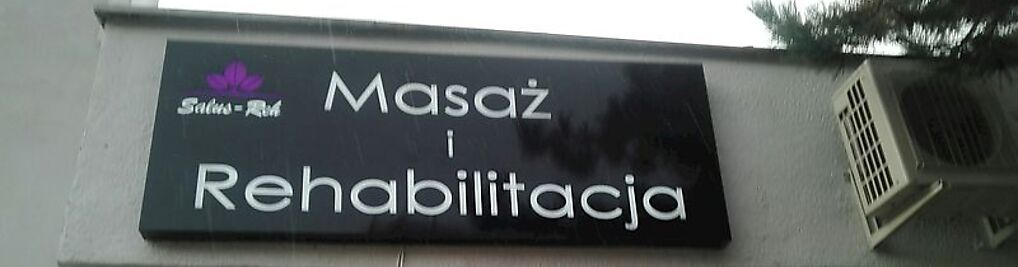 Salus-Reh
Masaż
i
Rehabilitacja